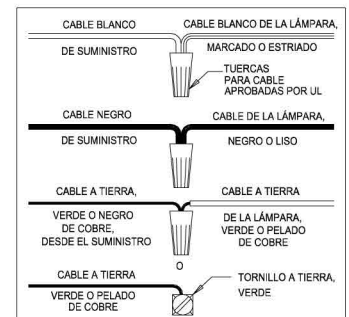 CABLE BLANCO
CABLE BLANCO DE LA LÁMPARA,
DE SUMINISTRO
MARCADO O ESTRIADO
TUERCAS
PARA CABLE
APROBADAS POR UL
CABLE NEGRO
CABLE DE LA LÁMPARA,
DE SUMINISTRO
NEGRO O LISO
CABLE A TIERRA,
CABLE A TIERRA
VERDE O NEGRO
DE COBRE,
DESDE EL SUMINISTRO
DE LA LÁMPARA,
VERDE O PELADO
DE COBRE
O
CABLE A TIERRA
TORNILLO A TIERRA,
VERDE
VERDE O PELADO
DE COBRE